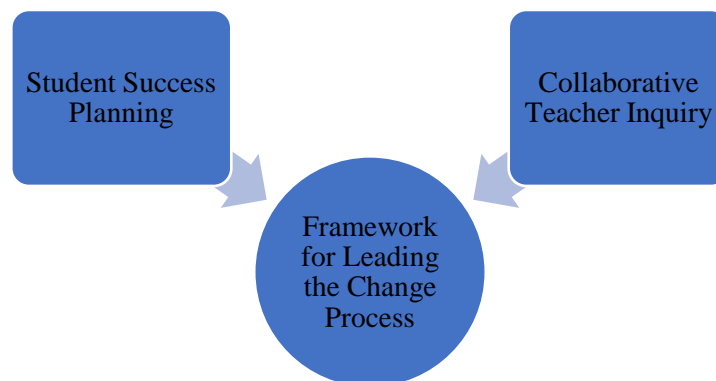 Student Success
Planning
Collaborative
Teacher Inquiry
Framework
for Leading
the Change
Process